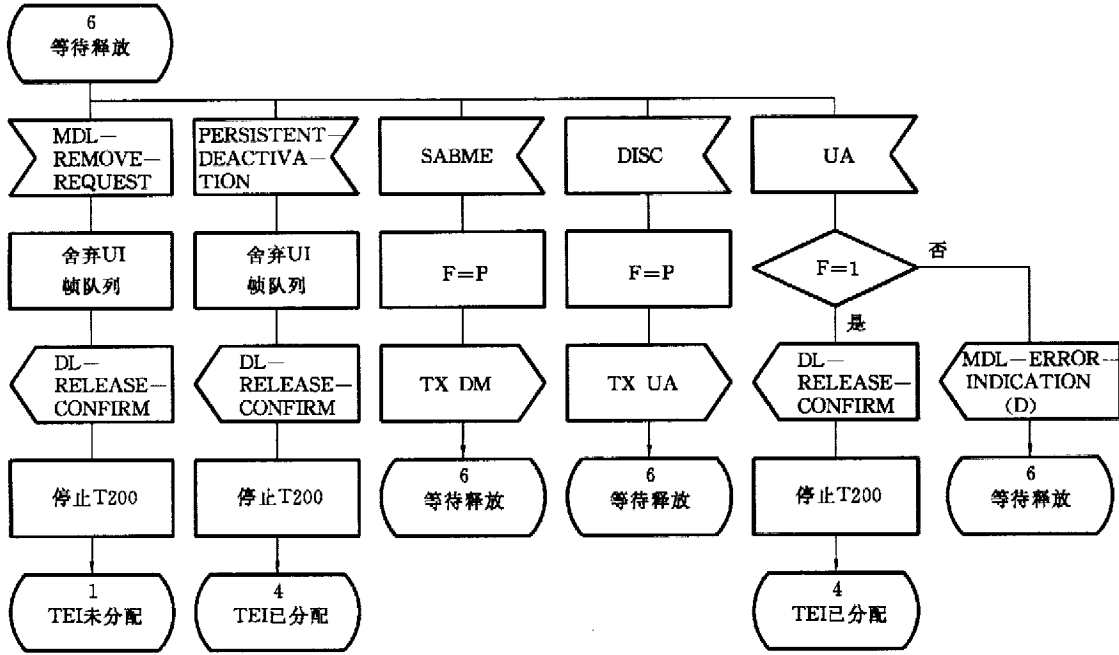 6
等待释放
MDL—
REMOVE—
REQUEST
PERSISTENT—
DEACTIVA—
TION
SABME
DISC
UA
舍弃UI
帧队列
舍弃UI
帧队列
F=P
F=P
F=1
否
是
DL—
RELEASE—
CONFIRM
DL—
RELEASE—
CONFIRM
TX DM
TX UA
DL—
RELEASE—
CONFIRM
MDL—ERROR—
INDICATION
(D)
停止T200
停止T200
6
等待释放
6
等待释放
停止T200
6
等待释放
1
TEI未分配
4
TEI已分配
4
TEI已分配